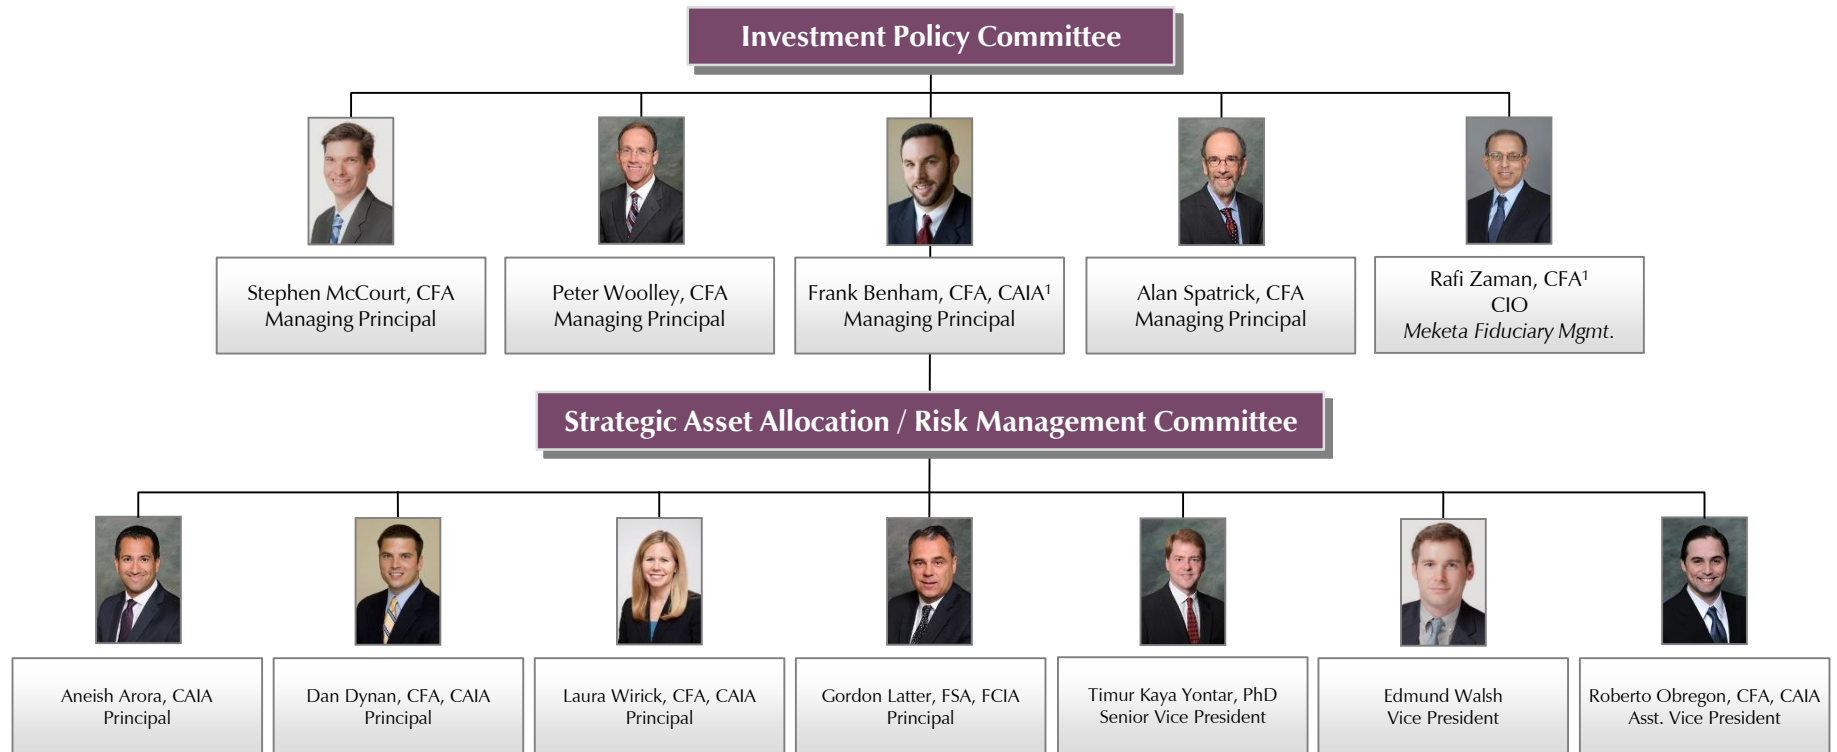 Investment Policy Committee
Stephen McCourt, CFA
Managing Principal
Peter Woolley, CFA
Managing Principal
Frank Benham, CFA, CAIA¹
Managing Principal
Alan Spatrick, CFA
Managing Principal
Rafi Zaman, CFA¹
CIO
Meketa Fiduciary Mgmt.
Strategic Asset Allocation / Risk Management Committee
Aneish Arora, CAIA
Principal
Dan Dynan, CFA, CAIA
Principal
Laura Wirick, CFA, CAIA
Principal
Gordon Latter, FSA, FCIA
Principal
Timur Kaya Yontar, PhD
Senior Vice President
Edmund Walsh
Vice President
Roberto Obregon, CFA, CAIA
Asst. Vice President